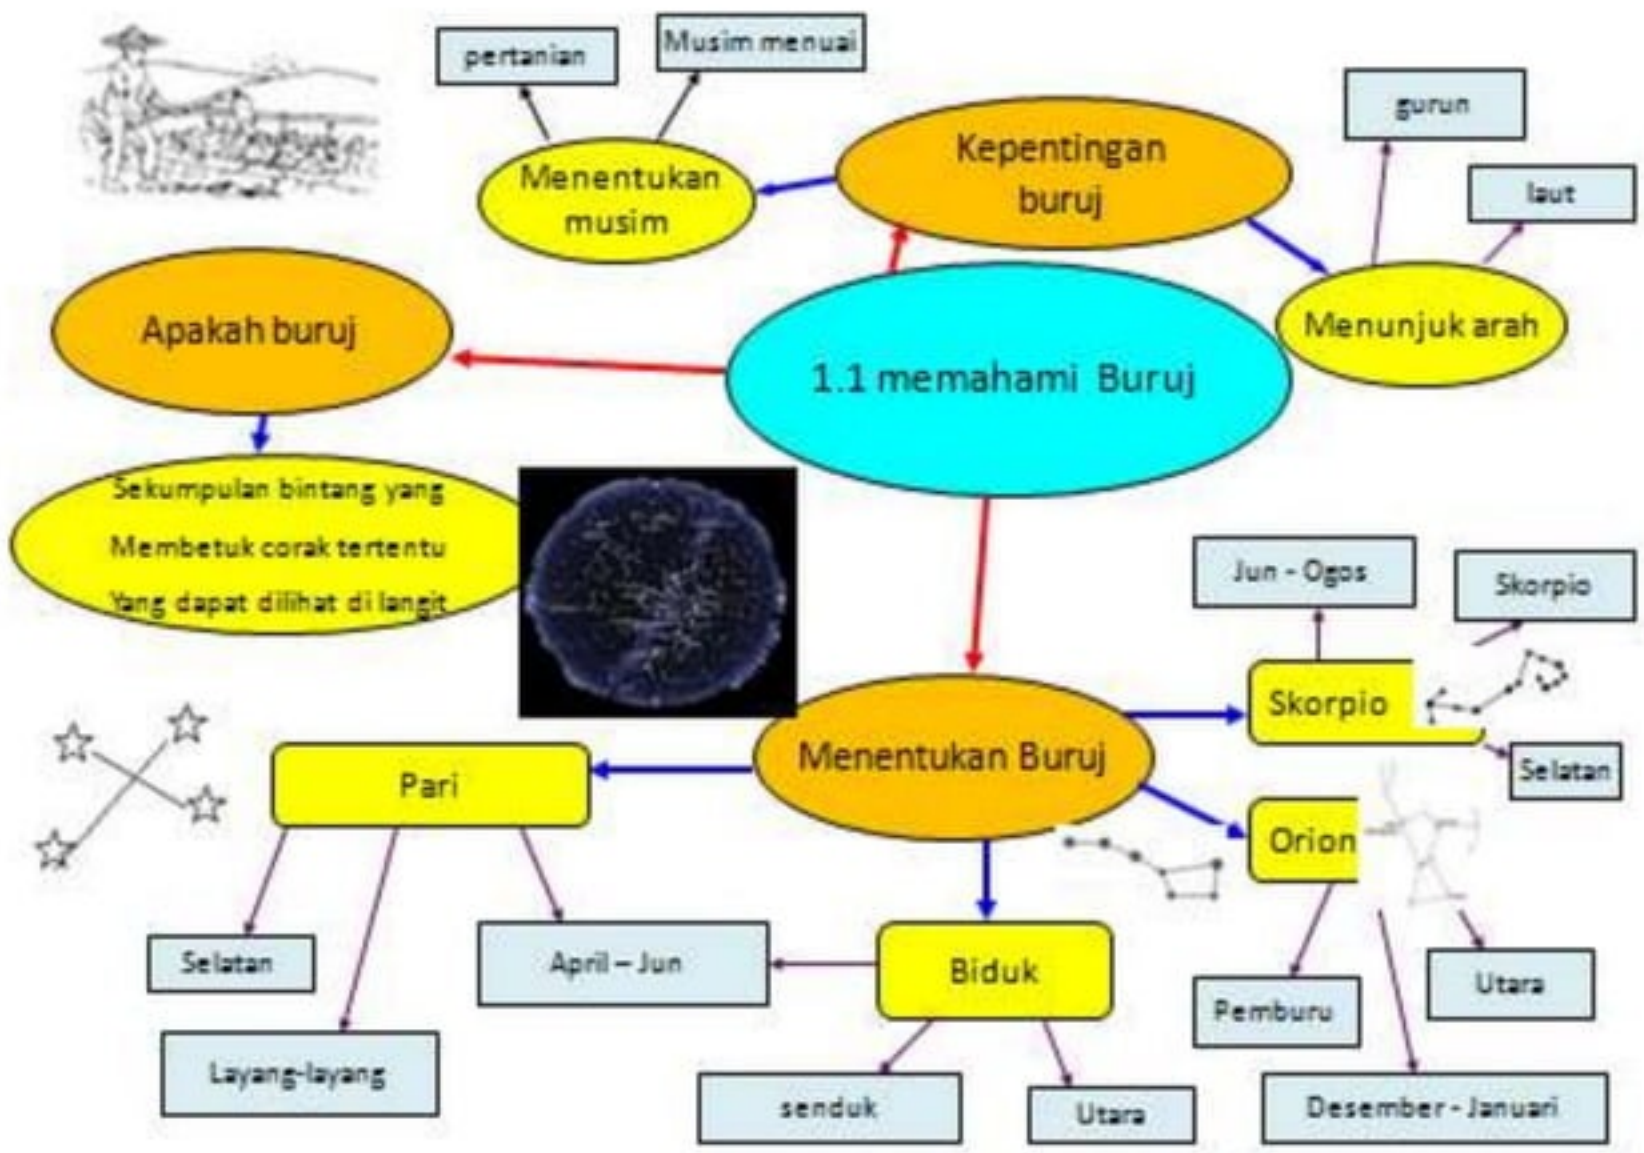 pertanian
Musim menuai
Menentukan
musim
Kepentingan
buruj
gurun
laut
Menunjuk arah
Apakah buruj
1.1 memahami Buruj
Sekumpulan bintang yang
Membetuk corak tertentu
Yang dapat dilihat di langit
Menentukan Buruj
Jun - Ogos
Skorpio
Skorpio
Selatan
Orion
Pemburu
Utara
Desember - Januari
Pari
Selatan
Layang-layang
April – Jun
Biduk
senduk
Utara